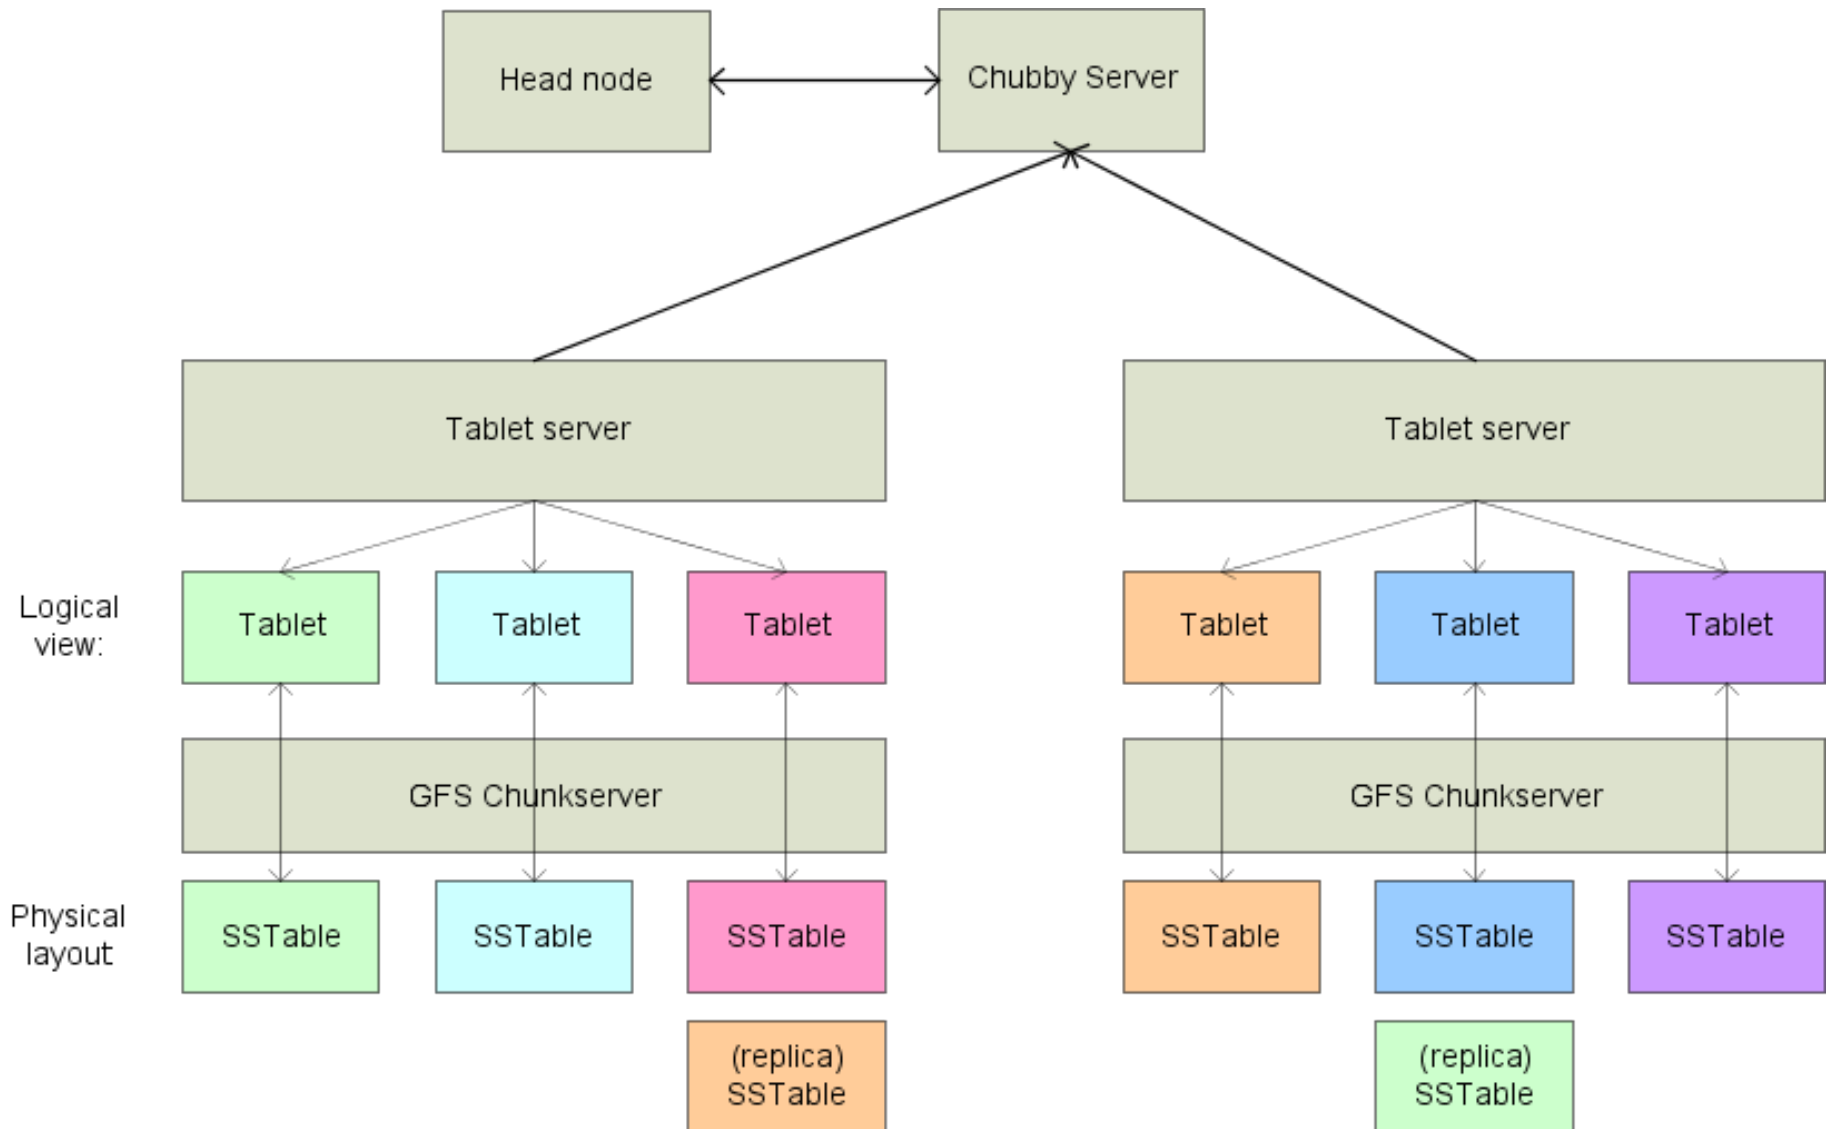 Head node
Chubby Server
Tablet server
Tablet server
Logical
view:
Tablet
Tablet
Tablet
Tablet
Tablet
Tablet
GFS Chunkserver
GFS Chunkserver
Physical
layout
SSTable
SSTable
SSTable
SSTable
SSTable
SSTable
(replica)
SSTable
(replica)
SSTable